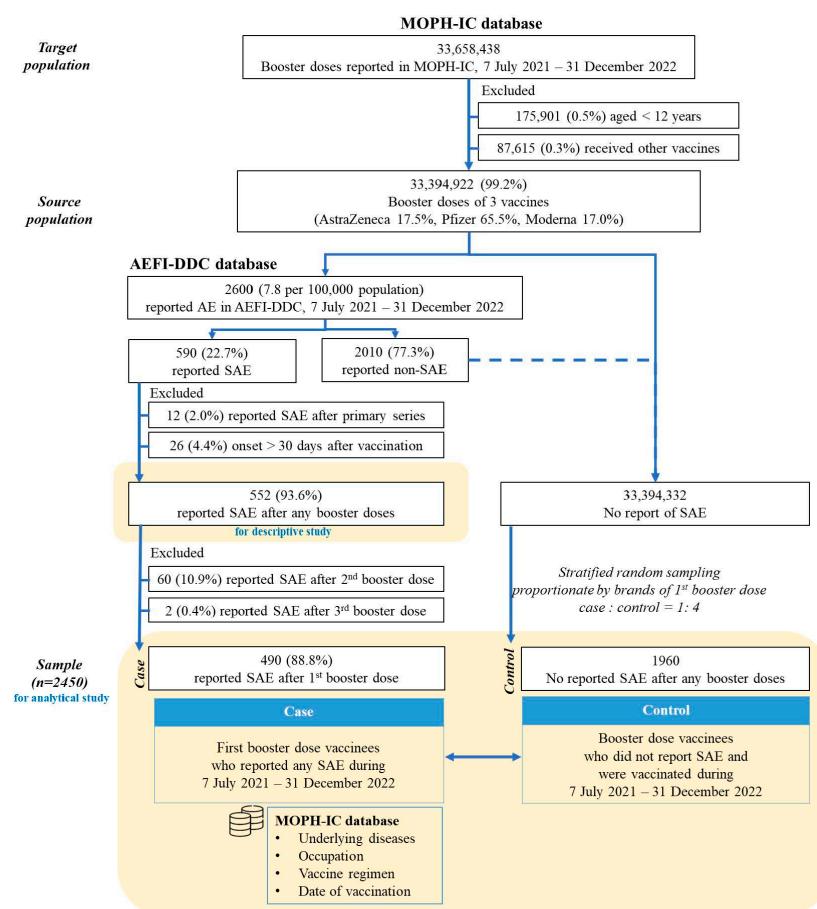 MOPH-IC database
Target
population
33,658,438
Booster doses reported in MOPH-IC, 7 July 2021 – 31 December 2022
Excluded
175,901 (0.5%) aged < 12 years
87,615 (0.3%) received other vaccines
Source
population
33,394,922 (99.2%)
Booster doses of 3 vaccines
(AstraZeneca 17.5%, Pfizer 65.5%, Moderna 17.0%)
AEFI-DDC database
2600 (7.8 per 100,000 population)
reported AE in AEFI-DDC, 7 July 2021 – 31 December 2022
590 (22.7%)
reported SAE
2010 (77.3%)
reported non-SAE
Excluded
12 (2.0%) reported SAE after primary series
26 (4.4%) onset > 30 days after vaccination
552 (93.6%)
reported SAE after any booster doses
for descriptive study
33,394,332
No report of SAE
Excluded
60 (10.9%) reported SAE after 2nd booster dose
2 (0.4%) reported SAE after 3rd booster dose
Stratified random sampling
proportionate by brands of 1st booster dose
case : control = 1: 4
Sample
(n=2450)
for analytical study
Case
490 (88.8%)
reported SAE after 1st booster dose
Control
1960
No reported SAE after any booster doses
Case
First booster dose vaccinees
who reported any SAE during
7 July 2021 – 31 December 2022
Control
Booster dose vaccinees
who did not report SAE and
were vaccinated during
7 July 2021 – 31 December 2022
MOPH-IC database
• Underlying diseases
• Occupation
• Vaccine regimen
• Date of vaccination